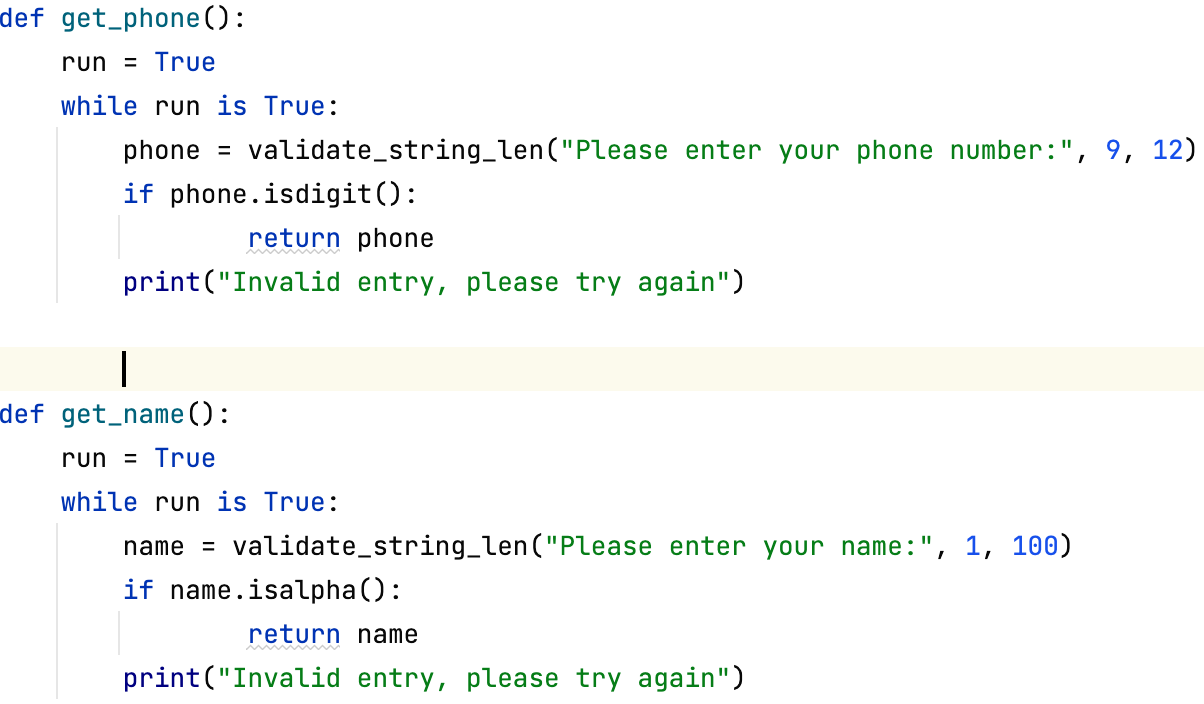 def get_phone():
    run = True
    while run is True:
        phone = validate_string_len("Please enter your phone number:", 9, 12)
        if phone.isdigit():
                return phone
        print("Invalid entry, please try again")
def get_name():
    run = True
    while run is True:
        name = validate_string_len("Please enter your name:", 1, 100)
        if name.isalpha():
                return name
        print("Invalid entry, please try again")